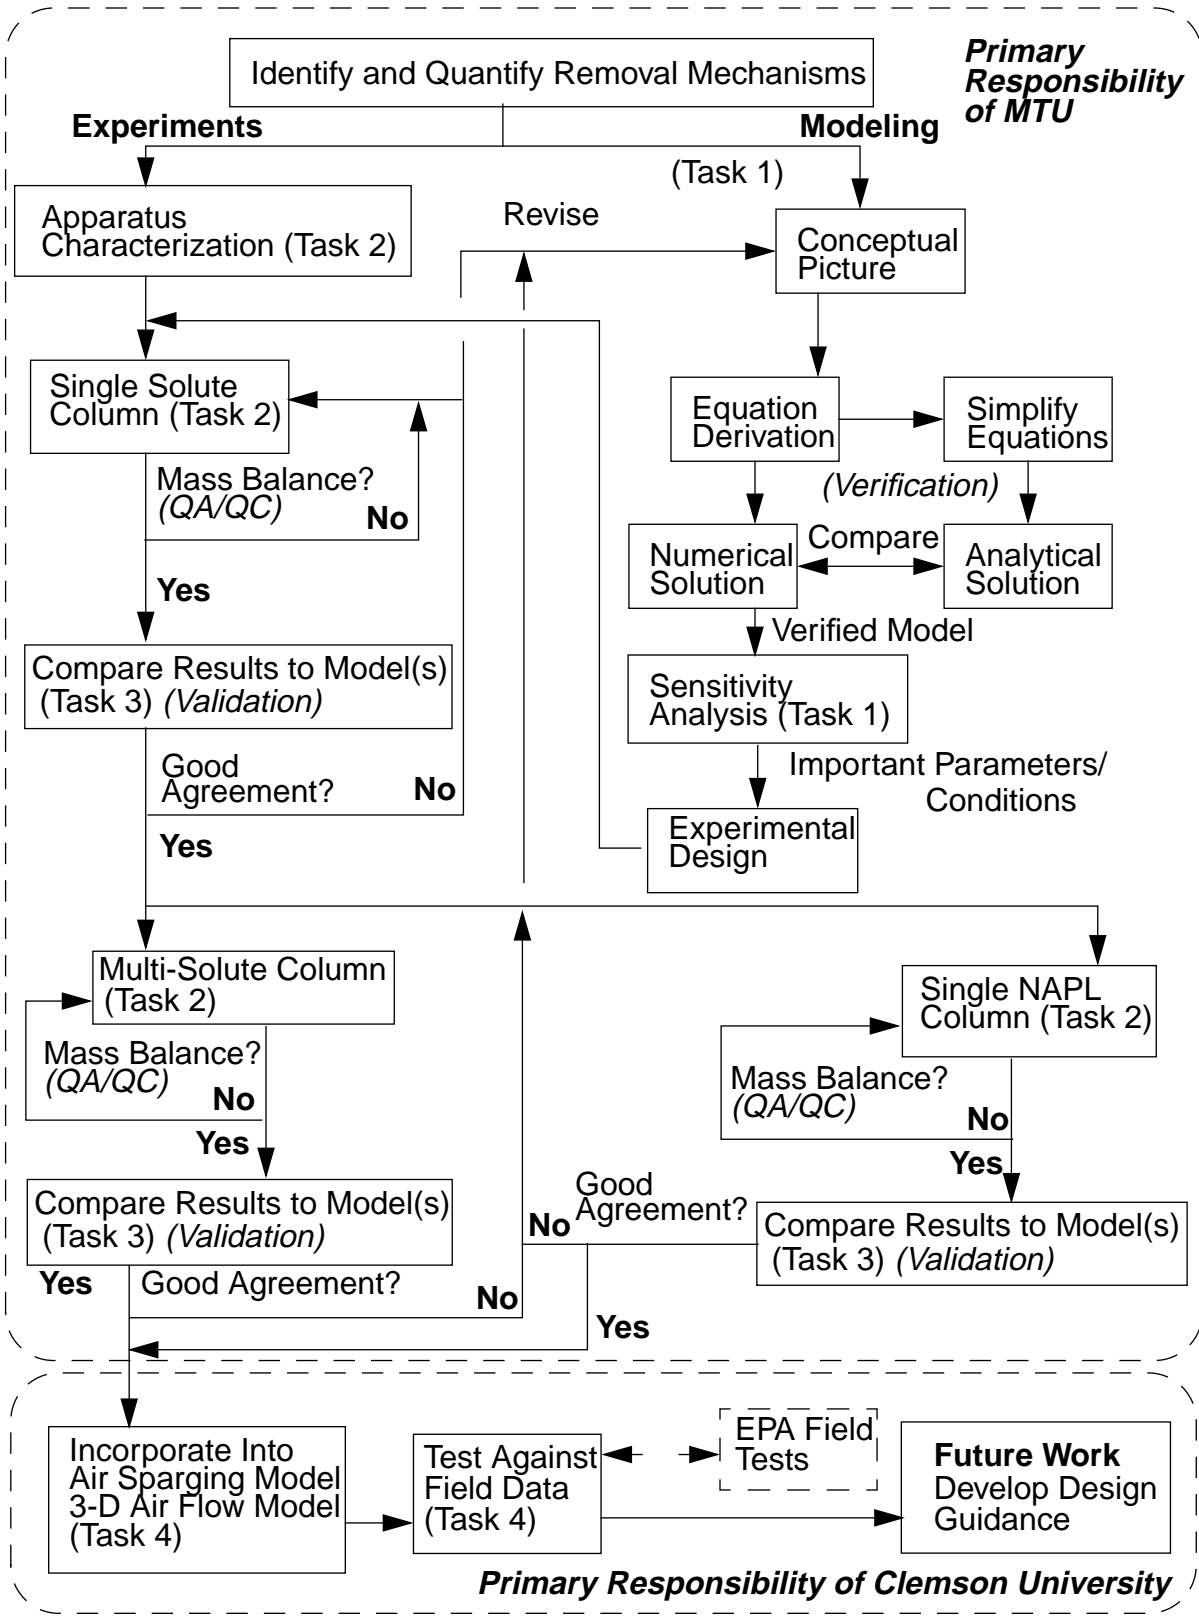 Primary
Responsibility
of MTU
Identify and Quantify Removal Mechanisms
Experiments
Modeling
(Task 1)
Apparatus
Characterization (Task 2)
Revise
Conceptual
Picture
Single Solute
Column (Task 2)
Equation
Derivation
Simplify
Equations
Mass Balance?
(QA/QC)
No
(Verification)
Numerical
Solution
Compare
Analytical
Solution
Yes
Verified Model
Compare Results to Model(s)
(Task 3) (Validation)
Sensitivity
Analysis (Task 1)
Good
Agreement?
No
Important Parameters/
Conditions
Yes
Experimental
Design
Multi-Solute Column
(Task 2)
Single NAPL
Column (Task 2)
Mass Balance?
(QA/QC)
No
Yes
Mass Balance?
(QA/QC)
No
Yes
Compare Results to Model(s)
(Task 3) (Validation)
Good
Agreement?
No
Compare Results to Model(s)
(Task 3) (Validation)
Yes
Good Agreement?
No
Yes
Incorporate Into
Air Sparging Model
3-D Air Flow Model
(Task 4)
Test Against
Field Data
(Task 4)
EPA Field
Tests
Future Work
Develop Design
Guidance
Primary Responsibility of Clemson University